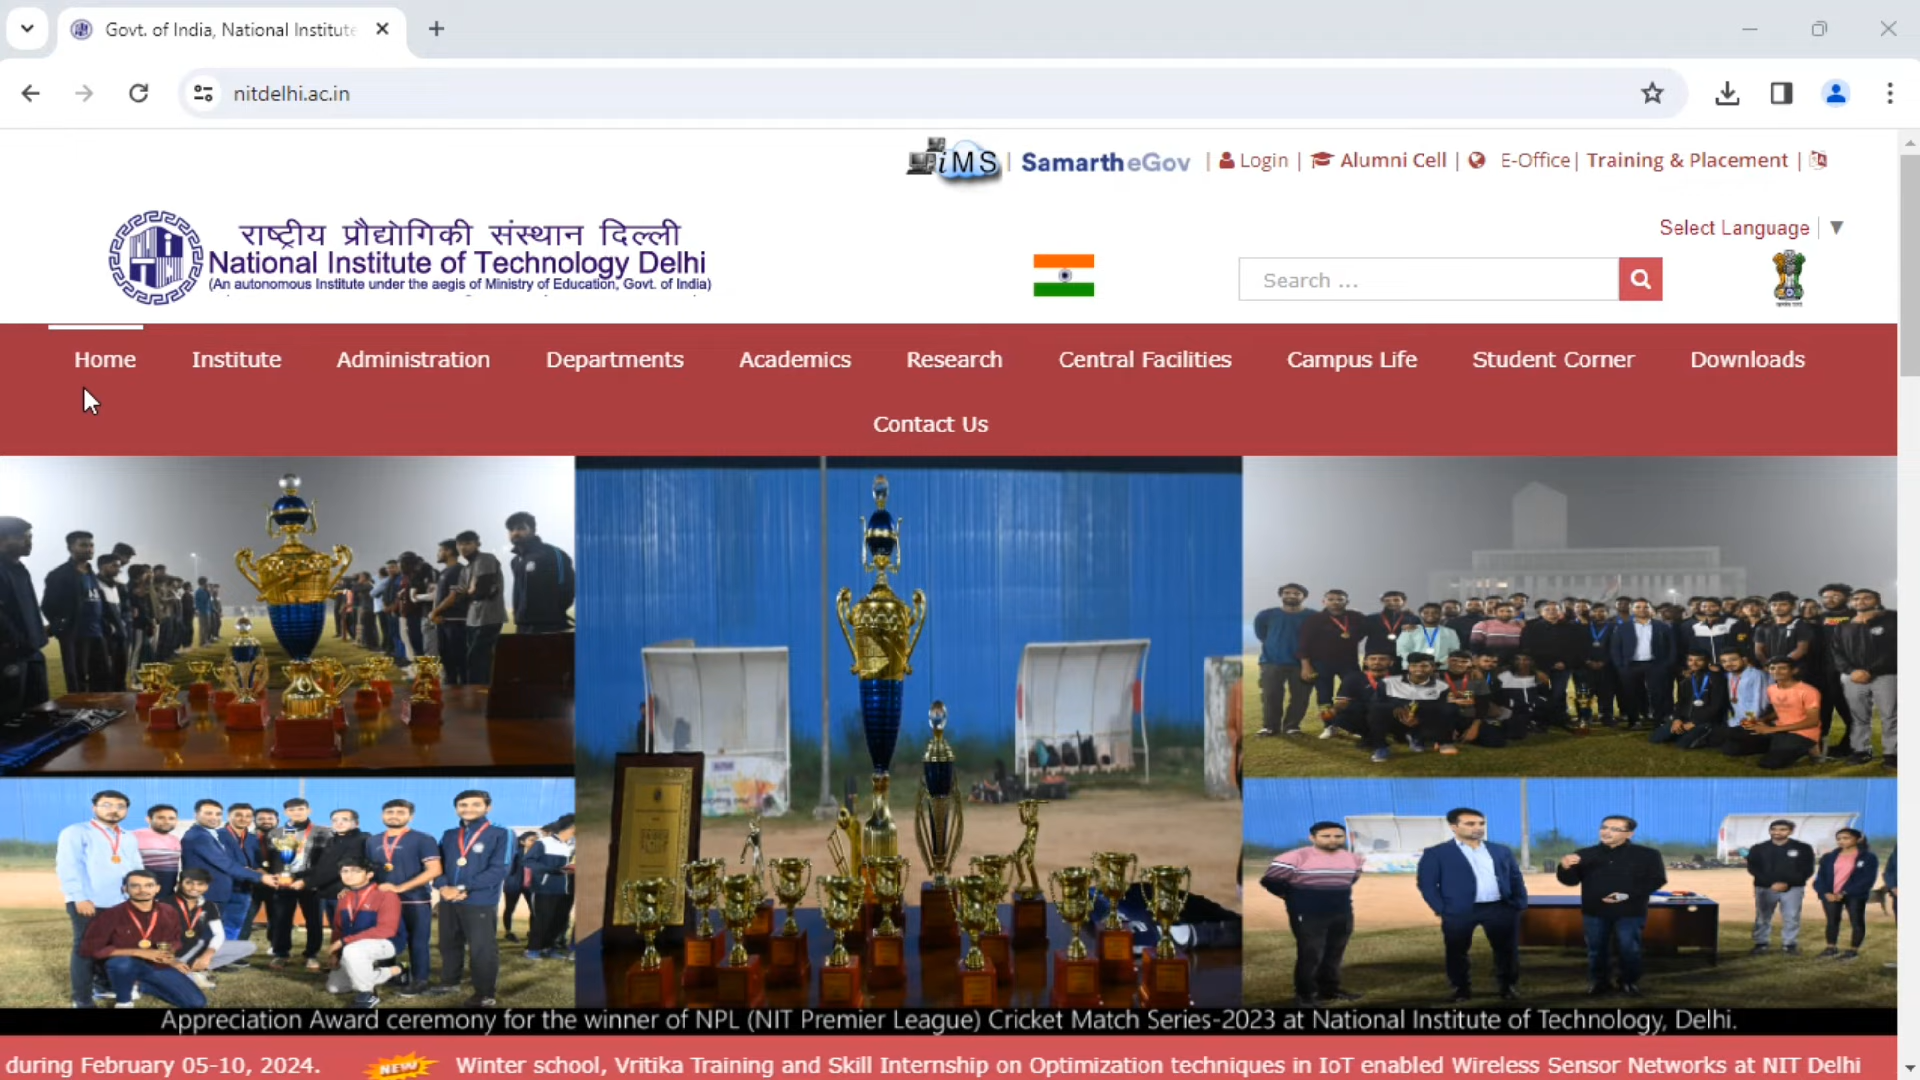 Govt. of India, National Institute
nitdelhi.ac.in
iMS | Samarth eGov | Login | Alumni Cell | E-Office | Training & Placement |
Select Language ▼
राष्ट्रीय प्रौद्योगिकी संस्थान दिल्ली
National Institute of Technology Delhi
(An autonomous Institute under the aegis of Ministry of Education, Govt. of India)
Search ...
Home Institute Administration Departments Academics Research Central Facilities Campus Life Student Corner Downloads
Contact Us
Appreciation Award ceremony for the winner of NPL (NIT Premier League) Cricket Match Series-2023 at National Institute of Technology, Delhi.
during February 05-10, 2024. NEW Winter school, Vritika Training and Skill Internship on Optimization techniques in IoT enabled Wireless Sensor Networks at NIT Delhi